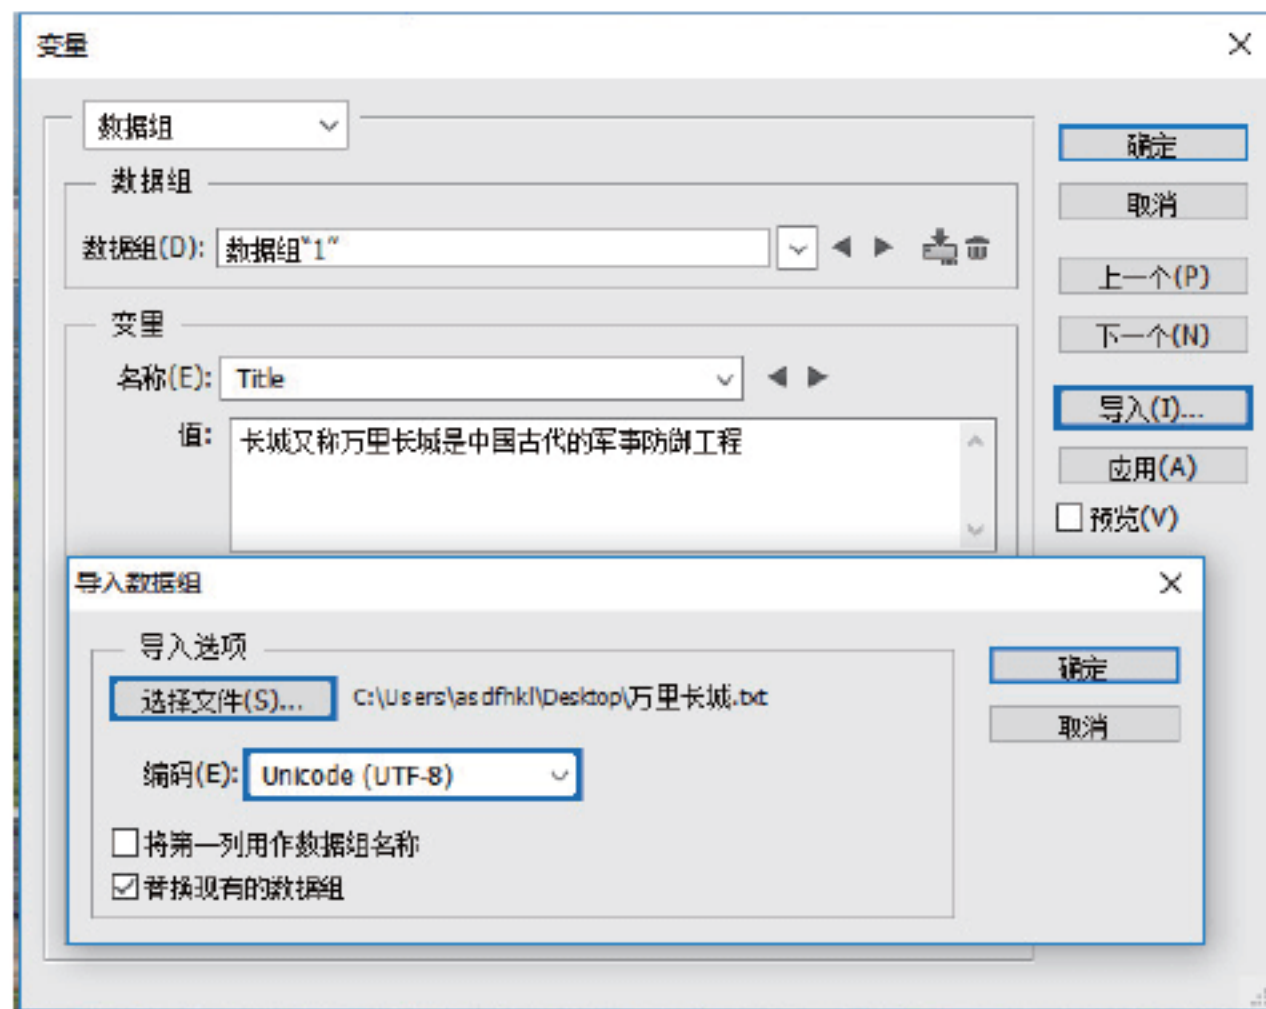 变量
数据组
确定
数据组
取消
数据组(D): 数据组“1”
上一个(P)
变量
下一个(N)
名称(E): Title
导入(I)...
值: 长城又称万里长城是中国古代的军事防御工程
应用(A)
预览(V)
导入数据组
导入选项
确定
选择文件(S)... C:\Users\asdfhkl\Desktop\万里长城.txt
取消
编码(E): Unicode (UTF-8)
将第一列用作数据组名称
替换现有的数据组